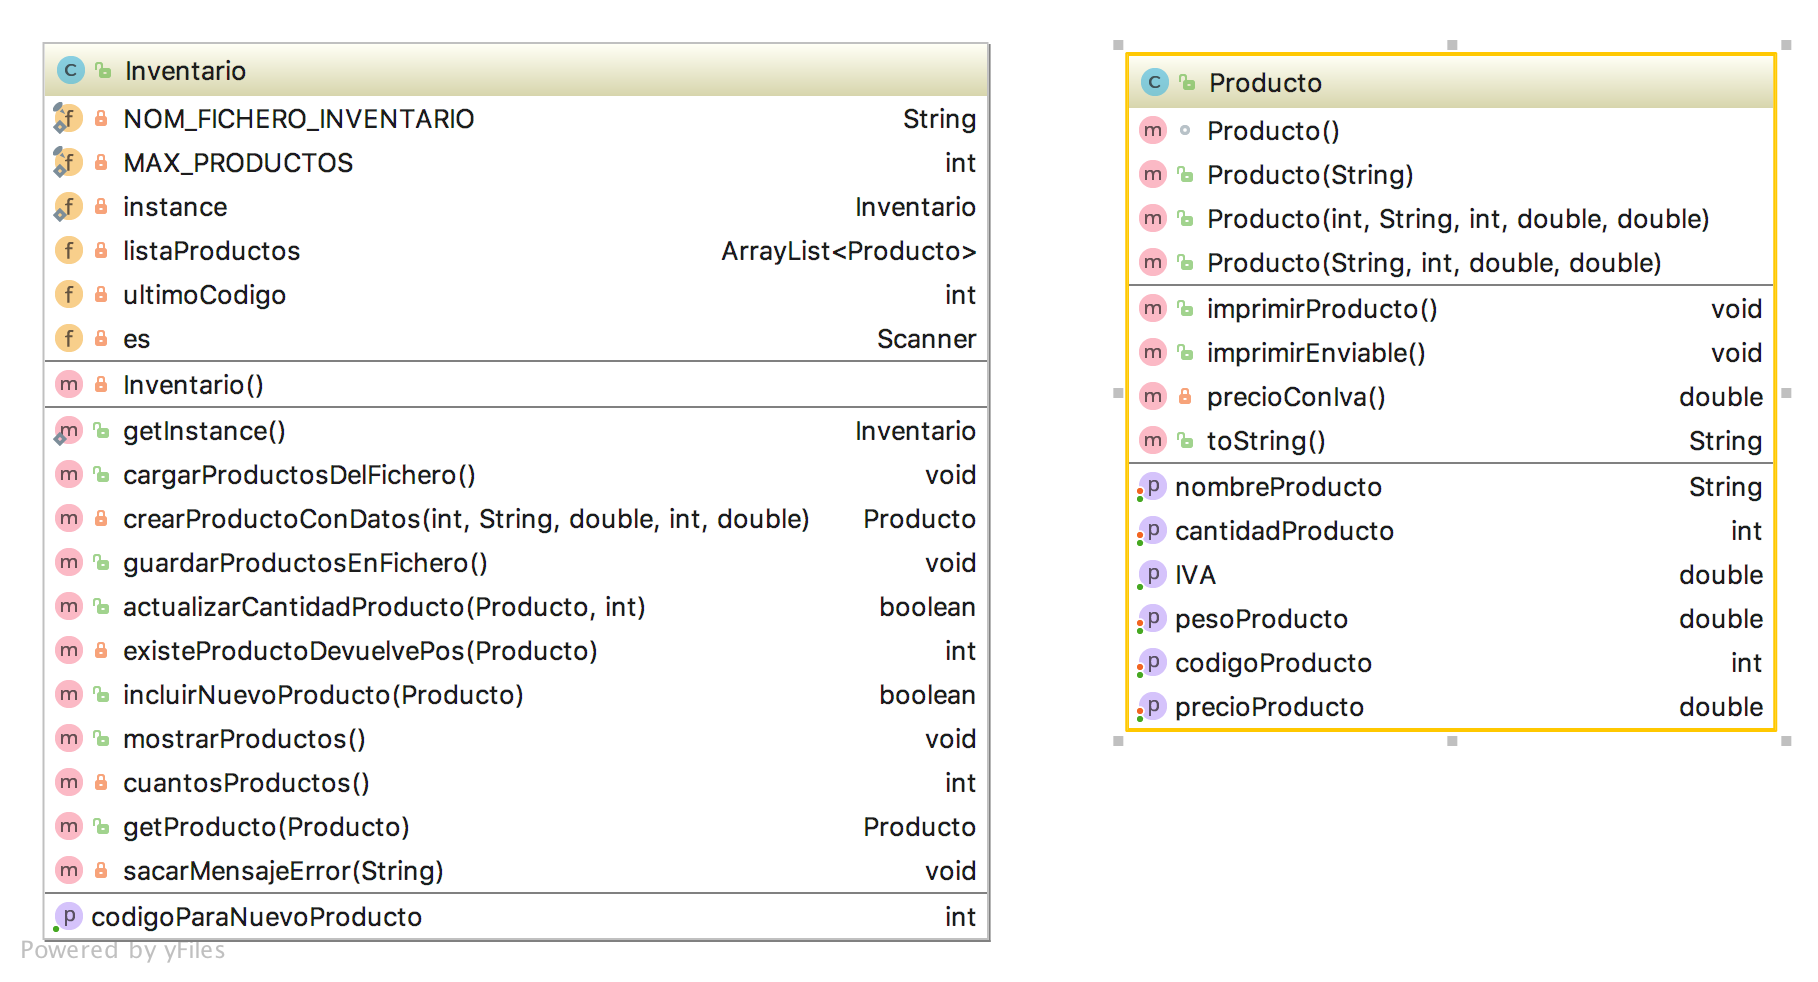 Inventario
NOM_FICHERO_INVENTARIO String
MAX_PRODUCTOS int
instance Inventario
listaProductos ArrayList<Producto>
ultimoCodigo int
es Scanner
Inventario()
getInstance() Inventario
cargarProductosDelFichero() void
crearProductoConDatos(int, String, double, int, double) Producto
guardarProductosEnFichero() void
actualizarCantidadProducto(Producto, int) boolean
existeProductoDevuelvePos(Producto) int
incluirNuevoProducto(Producto) boolean
mostrarProductos() void
cuantosProductos() int
getProducto(Producto) Producto
sacarMensajeError(String) void
codigoParaNuevoProducto int
Powered by yFiles
Producto
Producto()
Producto(String)
Producto(int, String, int, double, double)
Producto(String, int, double, double)
imprimirProducto() void
imprimirEnviable() void
precioConIva() double
toString() String
nombreProducto String
cantidadProducto int
IVA double
pesoProducto double
codigoProducto int
precioProducto double